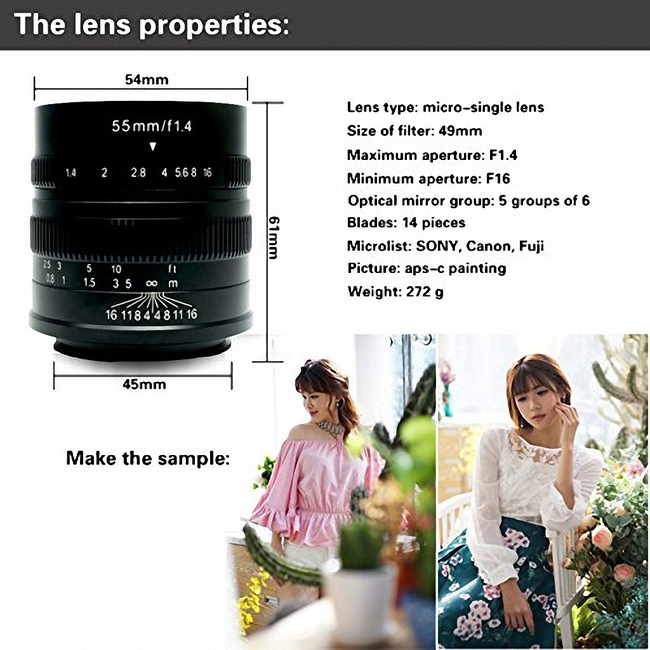 The lens properties:
54mm
55mm/f1.4
1.4 2 2.8 4 5.6 8 16
61mm
2.5 3 5 10 ft
0.8 1 1.5 3 5 ∞ m
16 11 8 4 4 8 11 16
45mm
Lens type: micro-single lens
Size of filter: 49mm
Maximum aperture: F1.4
Minimum aperture: F16
Optical mirror group: 5 groups of 6
Blades: 14 pieces
Microlist: SONY, Canon, Fuji
Picture: aps-c painting
Weight: 272 g
Make the sample: